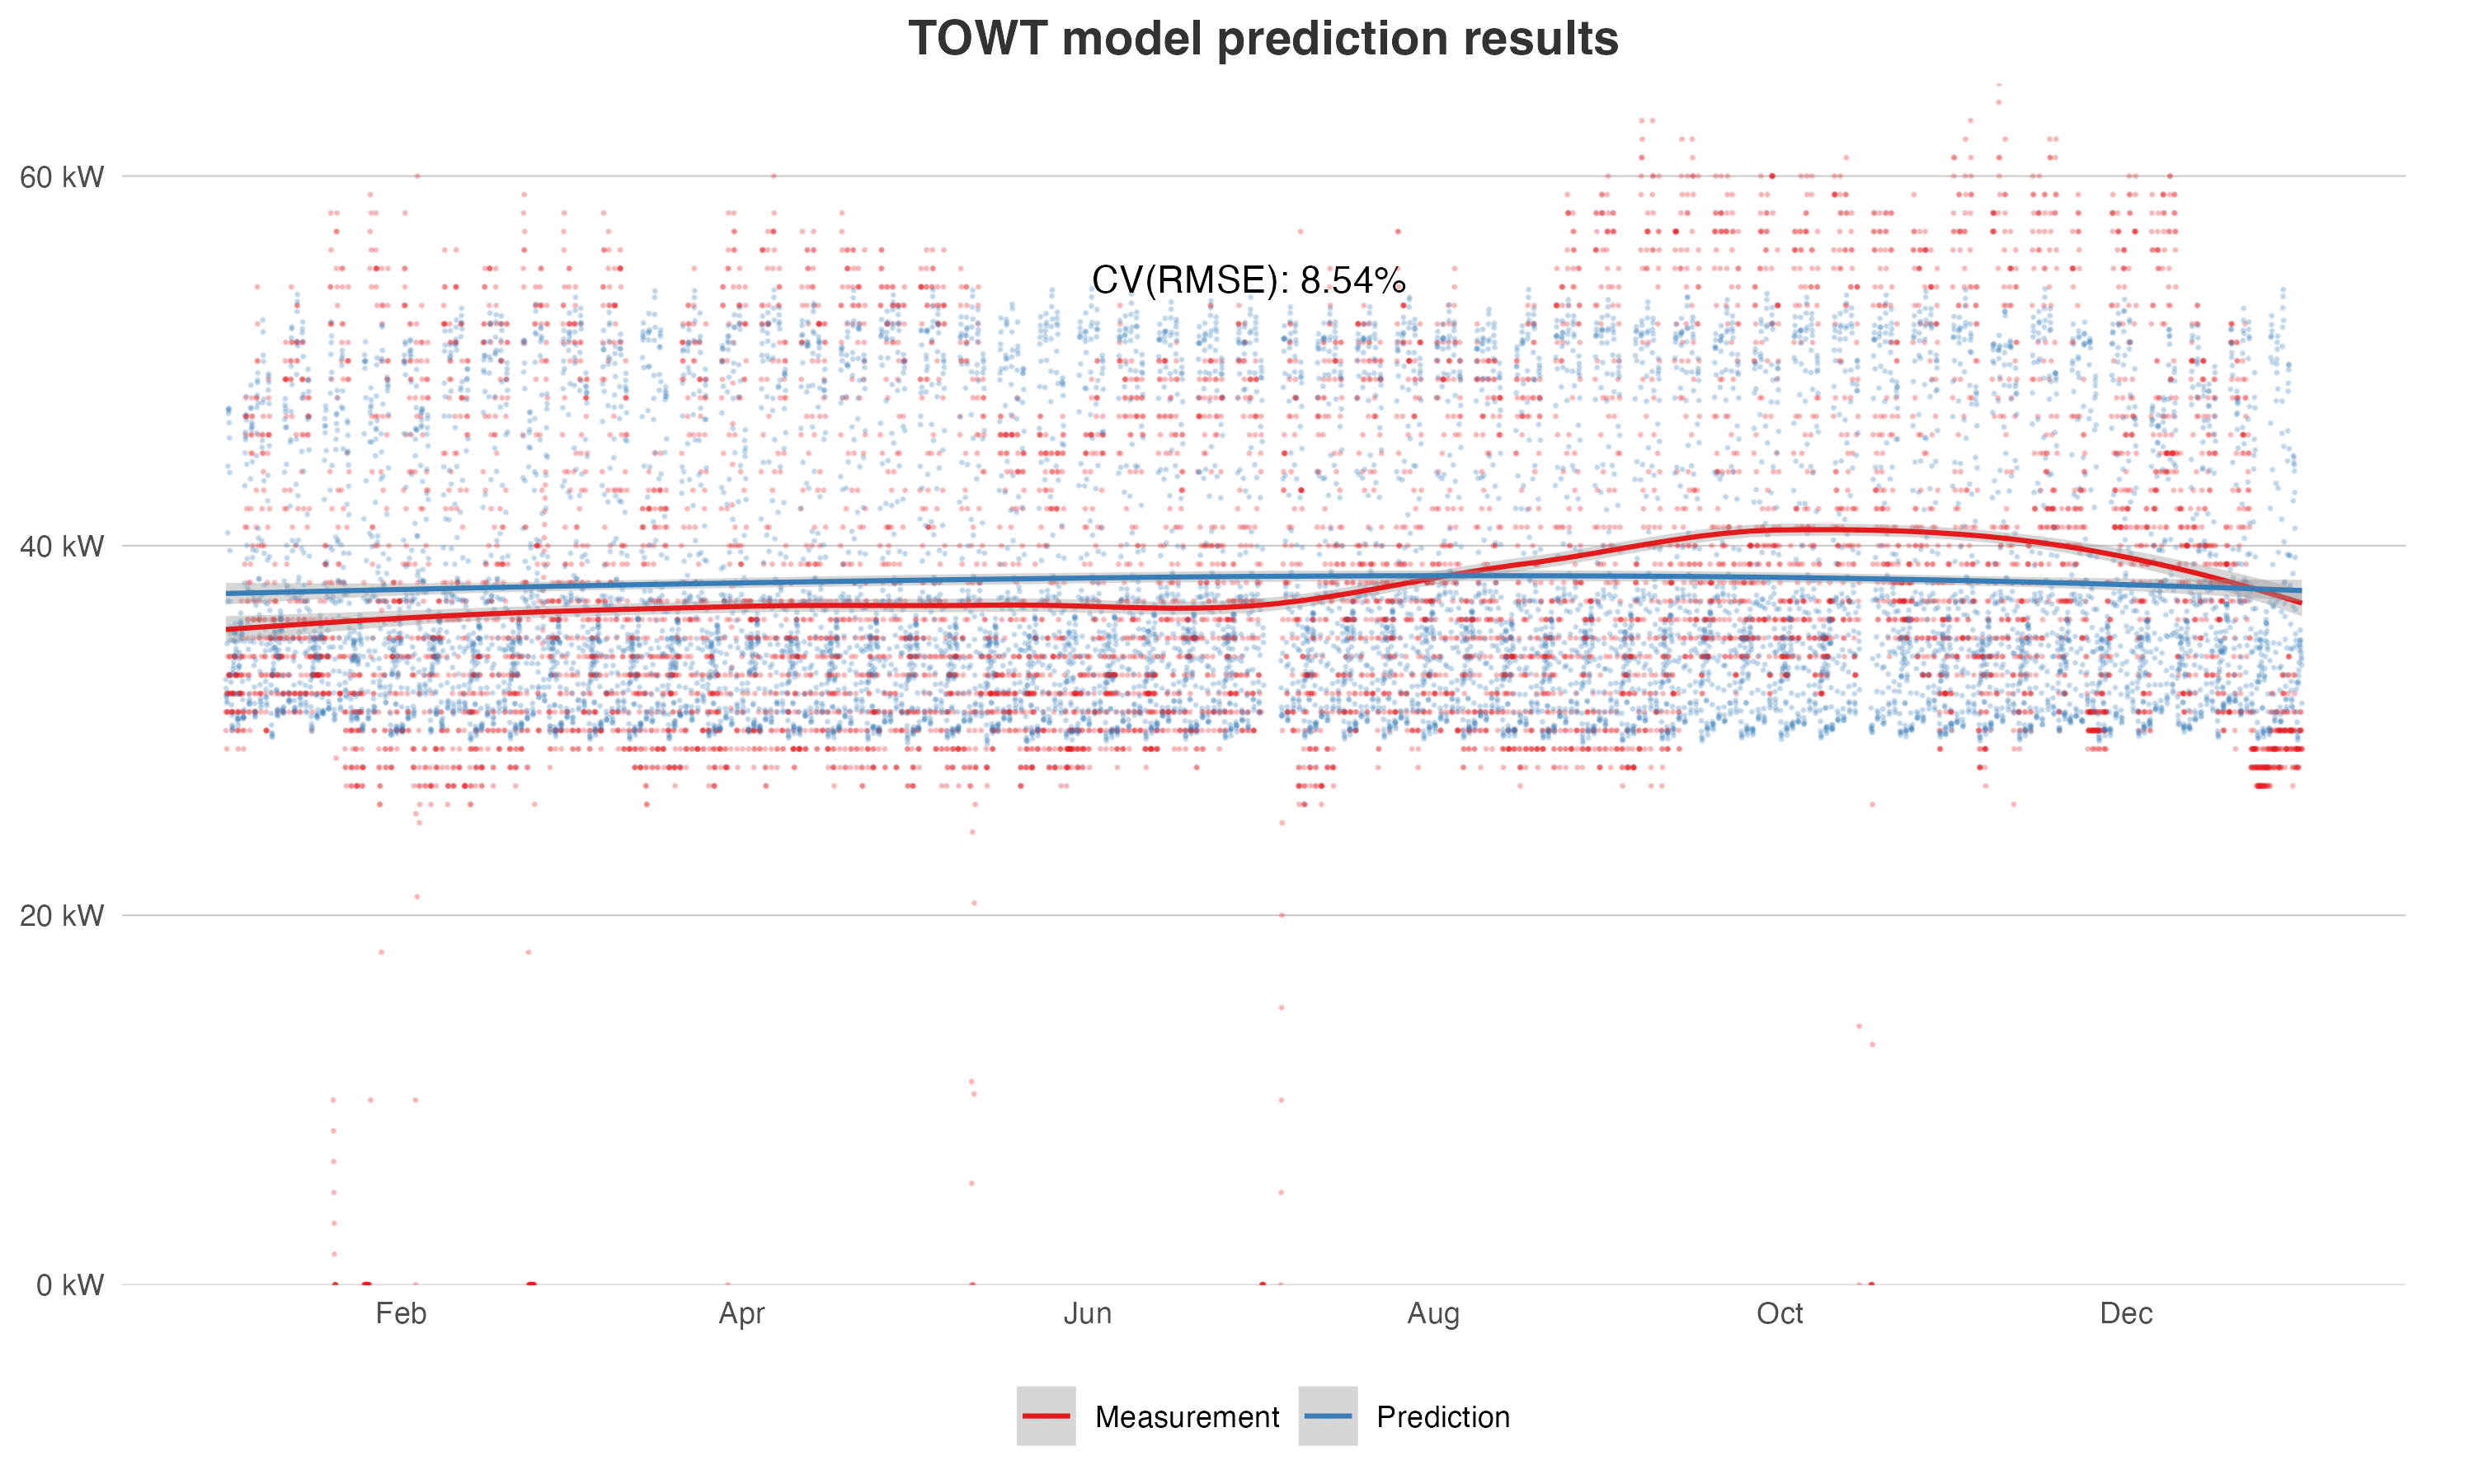 TOWT model prediction results
60 kW
CV(RMSE): 8.54%
40 kW
20 kW
0 kW
Feb Apr Jun Aug Oct Dec
Measurement Prediction